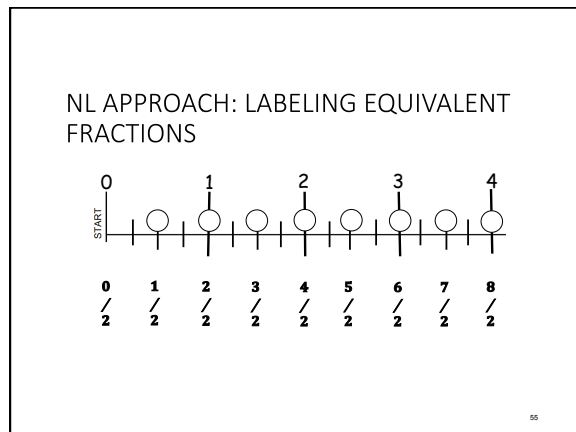 NL APPROACH: LABELING EQUIVALENT
FRACTIONS
0 1 2 3 4
START
0 1 2 3 4 5 6 7 8
/ / / / / / / / /
2 2 2 2 2 2 2 2 2
55